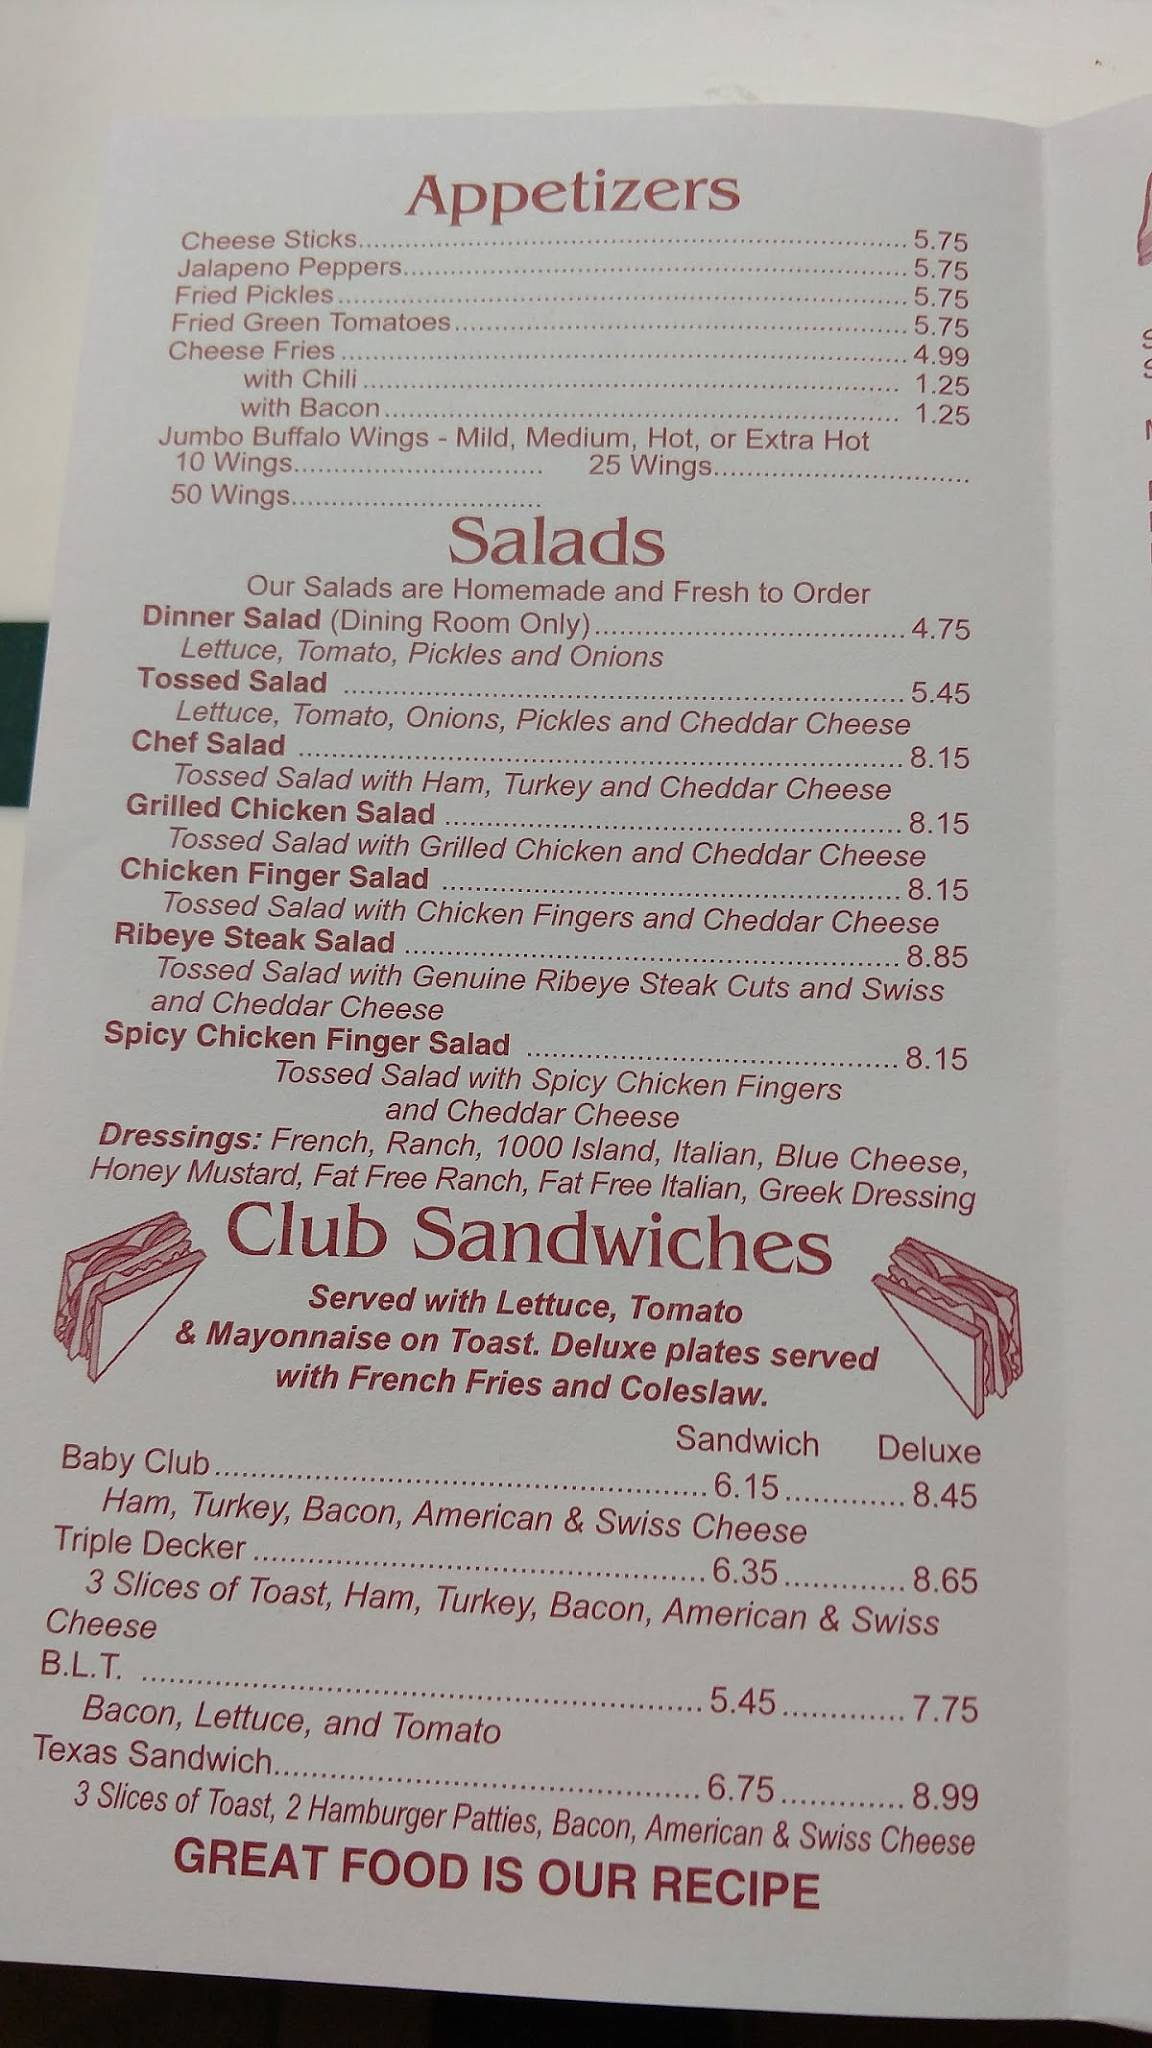 Appetizers
Cheese Sticks.......................................................................... 5.75
Jalapeno Peppers.................................................................... 5.75
Fried Pickles............................................................................ 5.75
Fried Green Tomatoes............................................................. 5.75
Cheese Fries........................................................................... 4.99
with Chili....................................................................... 1.25
with Bacon.................................................................... 1.25
Jumbo Buffalo Wings - Mild, Medium, Hot, or Extra Hot
10 Wings................................ 25 Wings.................................
50 Wings................................
Salads
Our Salads are Homemade and Fresh to Order
Dinner Salad (Dining Room Only)...................................... 4.75
Lettuce, Tomato, Pickles and Onions
Tossed Salad .................................................................... 5.45
Lettuce, Tomato, Onions, Pickles and Cheddar Cheese
Chef Salad ......................................................................... 8.15
Tossed Salad with Ham, Turkey and Cheddar Cheese
Grilled Chicken Salad ....................................................... 8.15
Tossed Salad with Grilled Chicken and Cheddar Cheese
Chicken Finger Salad ....................................................... 8.15
Tossed Salad with Chicken Fingers and Cheddar Cheese
Ribeye Steak Salad ........................................................... 8.85
Tossed Salad with Genuine Ribeye Steak Cuts and Swiss
and Cheddar Cheese
Spicy Chicken Finger Salad ............................................. 8.15
Tossed Salad with Spicy Chicken Fingers
and Cheddar Cheese
Dressings: French, Ranch, 1000 Island, Italian, Blue Cheese,
Honey Mustard, Fat Free Ranch, Fat Free Italian, Greek Dressing
Club Sandwiches
Served with Lettuce, Tomato
& Mayonnaise on Toast. Deluxe plates served
with French Fries and Coleslaw.
Sandwich Deluxe
Baby Club.................................................... 6.15............. 8.45
Ham, Turkey, Bacon, American & Swiss Cheese
Triple Decker ................................................ 6.35............. 8.65
3 Slices of Toast, Ham, Turkey, Bacon, American & Swiss
Cheese
B.L.T. ............................................................. 5.45............. 7.75
Bacon, Lettuce, and Tomato
Texas Sandwich.............................................. 6.75............. 8.99
3 Slices of Toast, 2 Hamburger Patties, Bacon, American & Swiss Cheese
GREAT FOOD IS OUR RECIPE